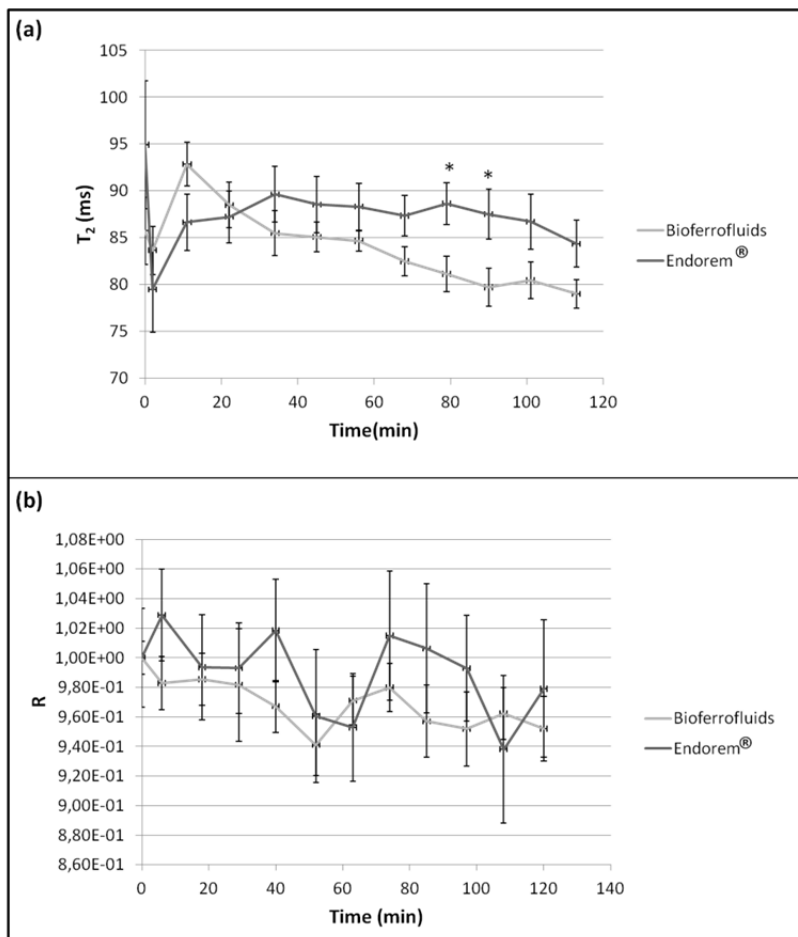 (a)
105
100
95
90
85
80
75
70
T₂ (ms)
* *
0 20 40 60 80 100 120
Time(min)
Bioferrofluids
Endorem®
(b)
1,08E+00
1,06E+00
1,04E+00
1,02E+00
1,00E+00
9,80E-01
9,60E-01
9,40E-01
9,20E-01
9,00E-01
8,80E-01
8,60E-01
R
0 20 40 60 80 100 120 140
Time (min)
Bioferrofluids
Endorem®